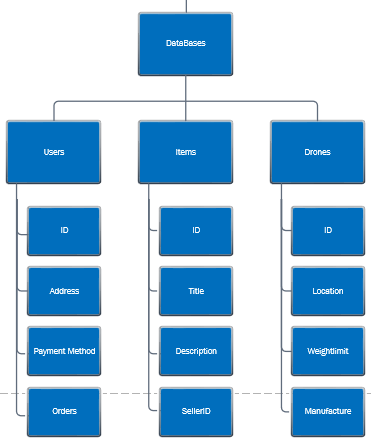 DataBases
Users
Items
Drones
ID
ID
ID
Address
Title
Location
Payment Method
Description
Weightlimit
Orders
SellerID
Manufacture